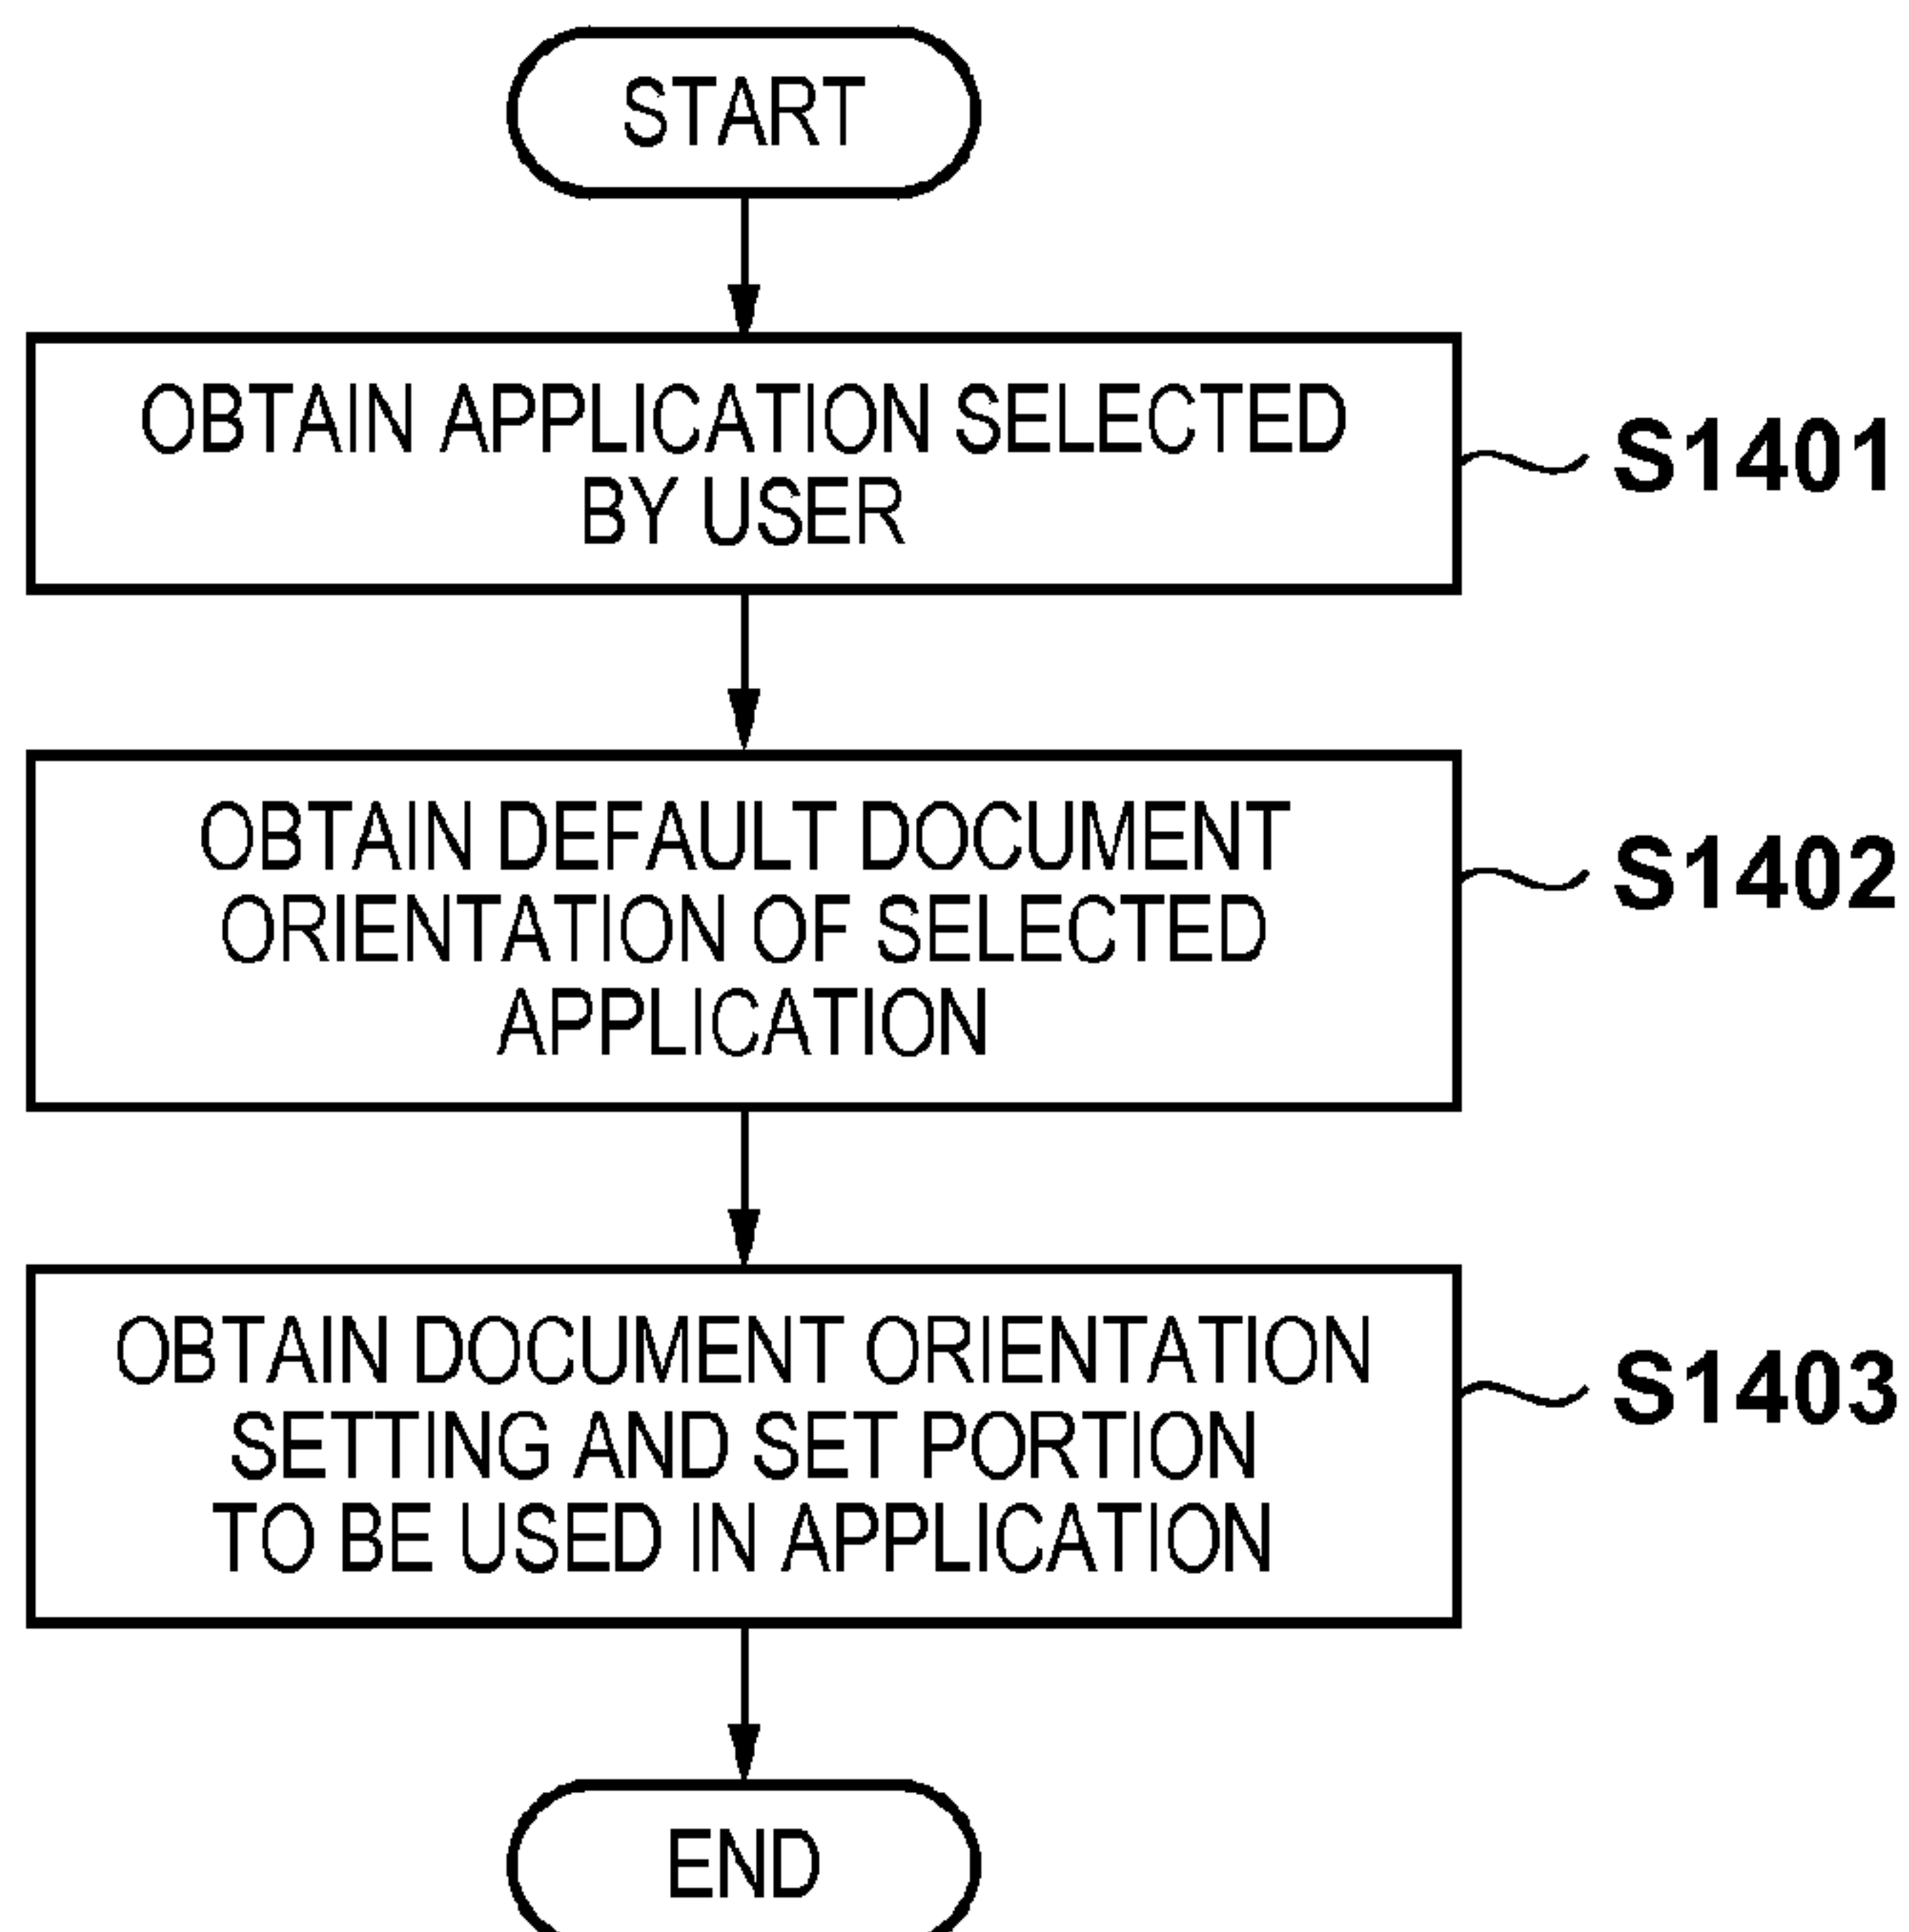 START
OBTAIN APPLICATION SELECTED
BY USER
S1401
OBTAIN DEFAULT DOCUMENT
ORIENTATION OF SELECTED
APPLICATION
S1402
OBTAIN DOCUMENT ORIENTATION
SETTING AND SET PORTION
TO BE USED IN APPLICATION
S1403
END